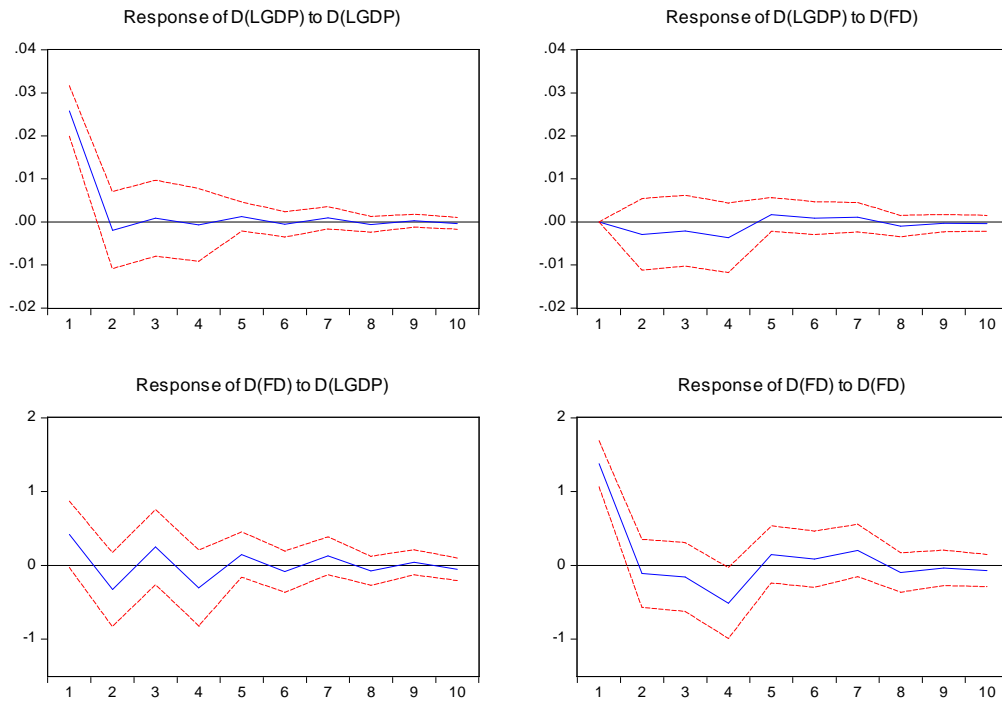 Response of D(LGDP) to D(LGDP)
.04
.03
.02
.01
.00
-.01
-.02
1 2 3 4 5 6 7 8 9 10
Response of D(LGDP) to D(FD)
.04
.03
.02
.01
.00
-.01
-.02
1 2 3 4 5 6 7 8 9 10
Response of D(FD) to D(LGDP)
2
1
0
-1
1 2 3 4 5 6 7 8 9 10
Response of D(FD) to D(FD)
2
1
0
-1
1 2 3 4 5 6 7 8 9 10